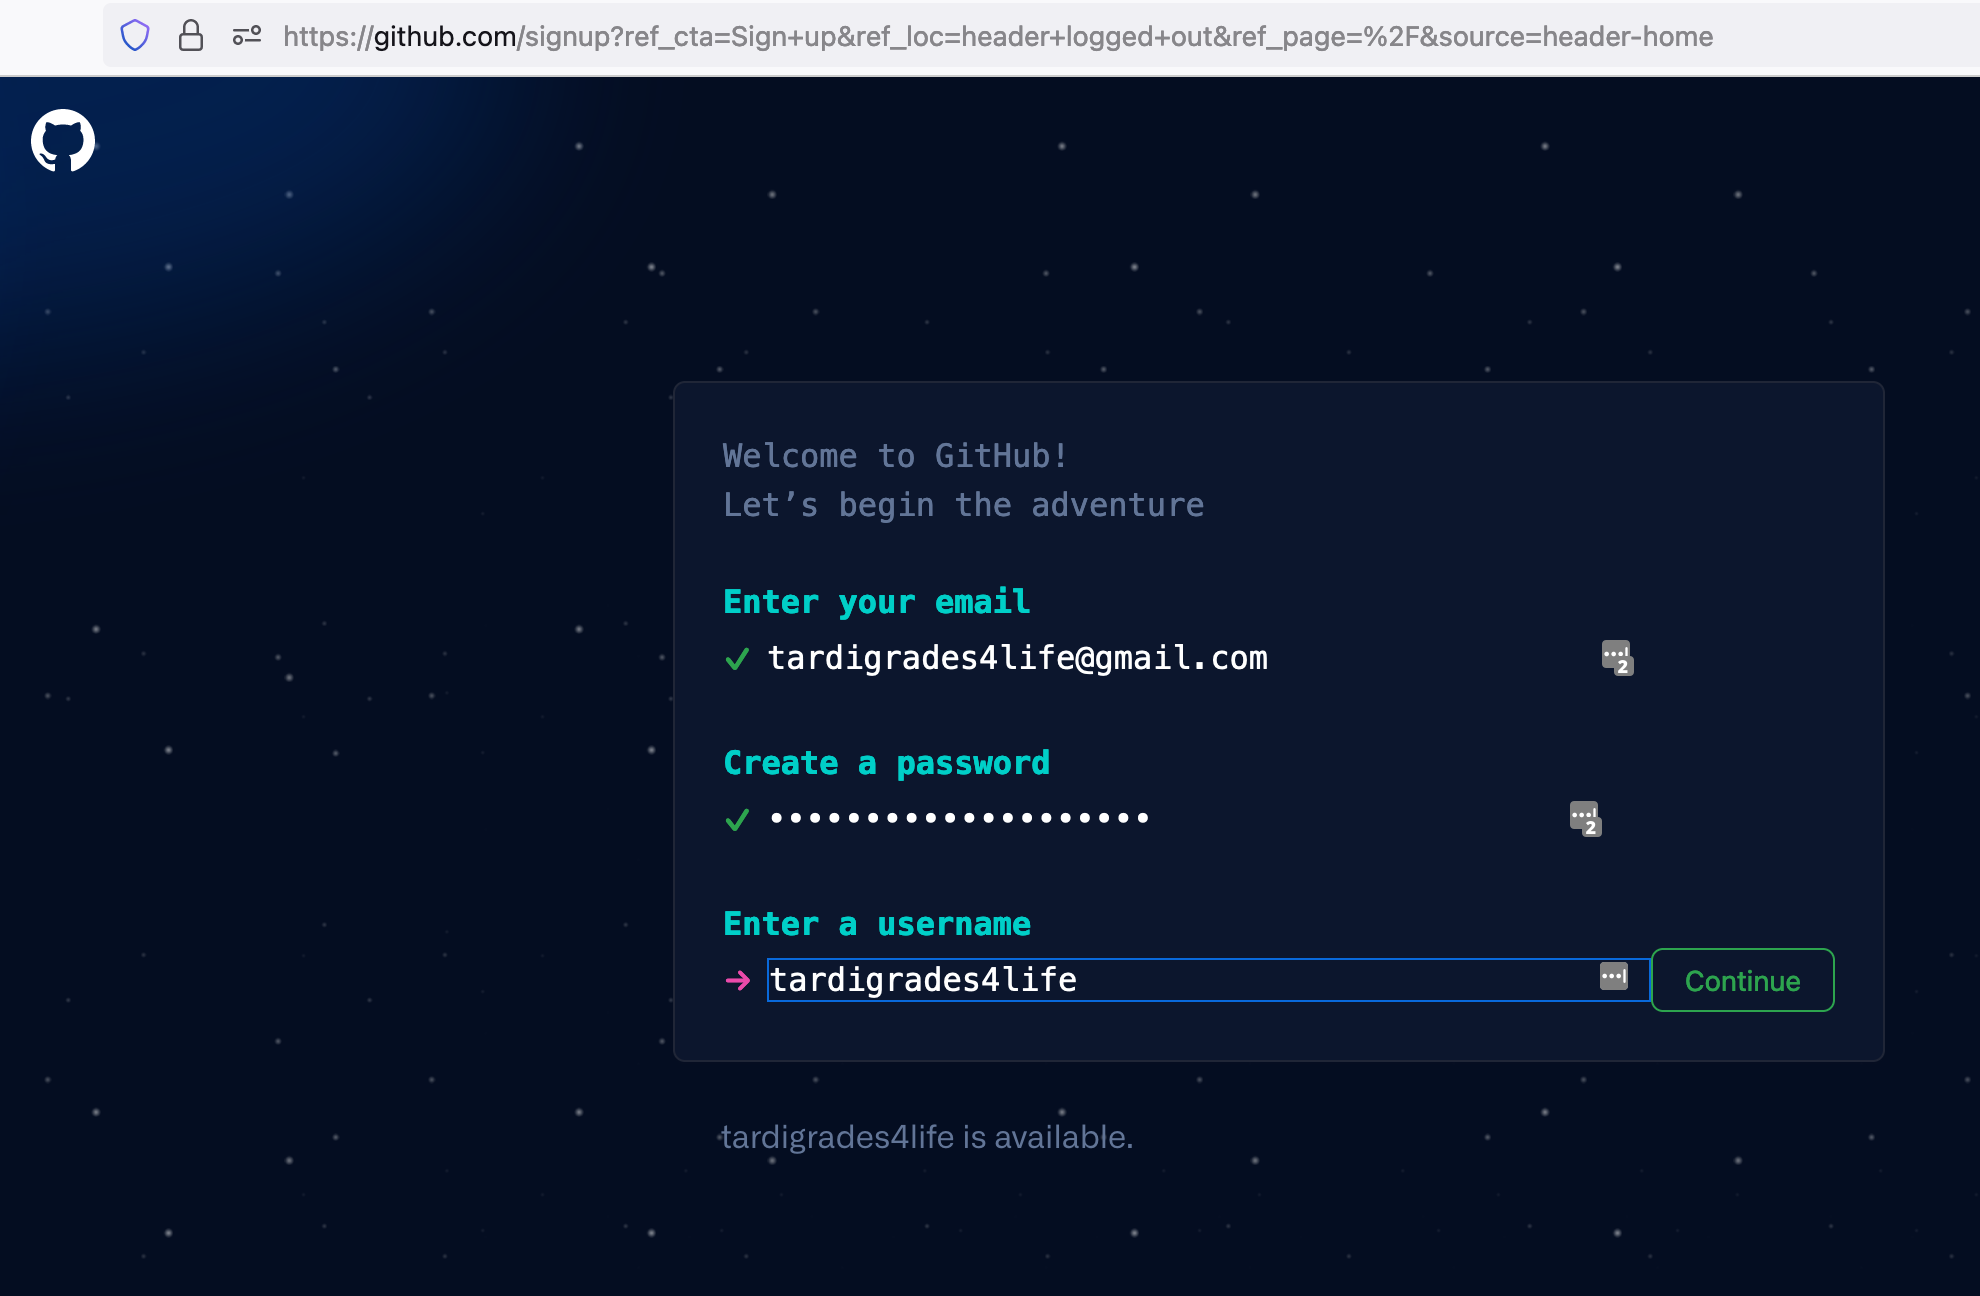 https://github.com/signup?ref_cta=Sign+up&ref_loc=header+logged+out&ref_page=%2F&source=header-home
Welcome to GitHub!
Let’s begin the adventure
Enter your email
tardigrades4life@gmail.com
2
Create a password
••••••••••••••••••••
2
Enter a username
tardigrades4life
Continue
tardigrades4life is available.